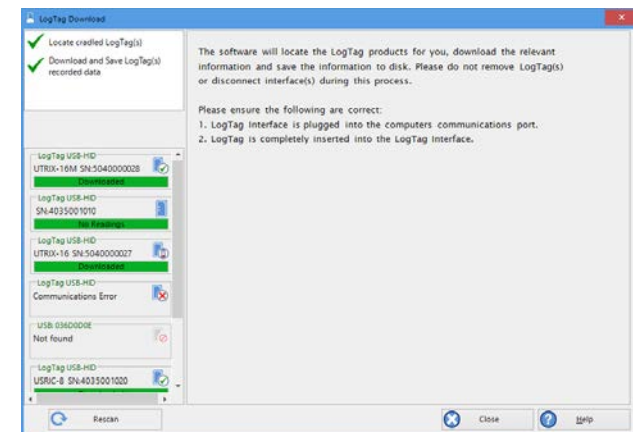 LogTag Download
Locate cradled LogTag(s)
Download and Save LogTag(s)
recorded data
The software will locate the LogTag products for you, download the relevant
information and save the information to disk. Please do not remove LogTag(s)
or disconnect interface(s) during this process.
Please ensure the following are correct:
1. LogTag Interface is plugged into the computers communications port.
2. LogTag is completely inserted into the LogTag Interface.
LogTag USB-HID
UTRIX-16M SN:5040000028
Downloaded
LogTag USB-HID
SN:4035001010
No Readings
LogTag USB-HID
UTRIX-16 SN:5040000027
Downloaded
LogTag USB-HID
Communications Error
USB: 036D0D0E
Not found
LogTag USB-HID
USRIC-8 SN:4035001020
Rescan
Close
Help